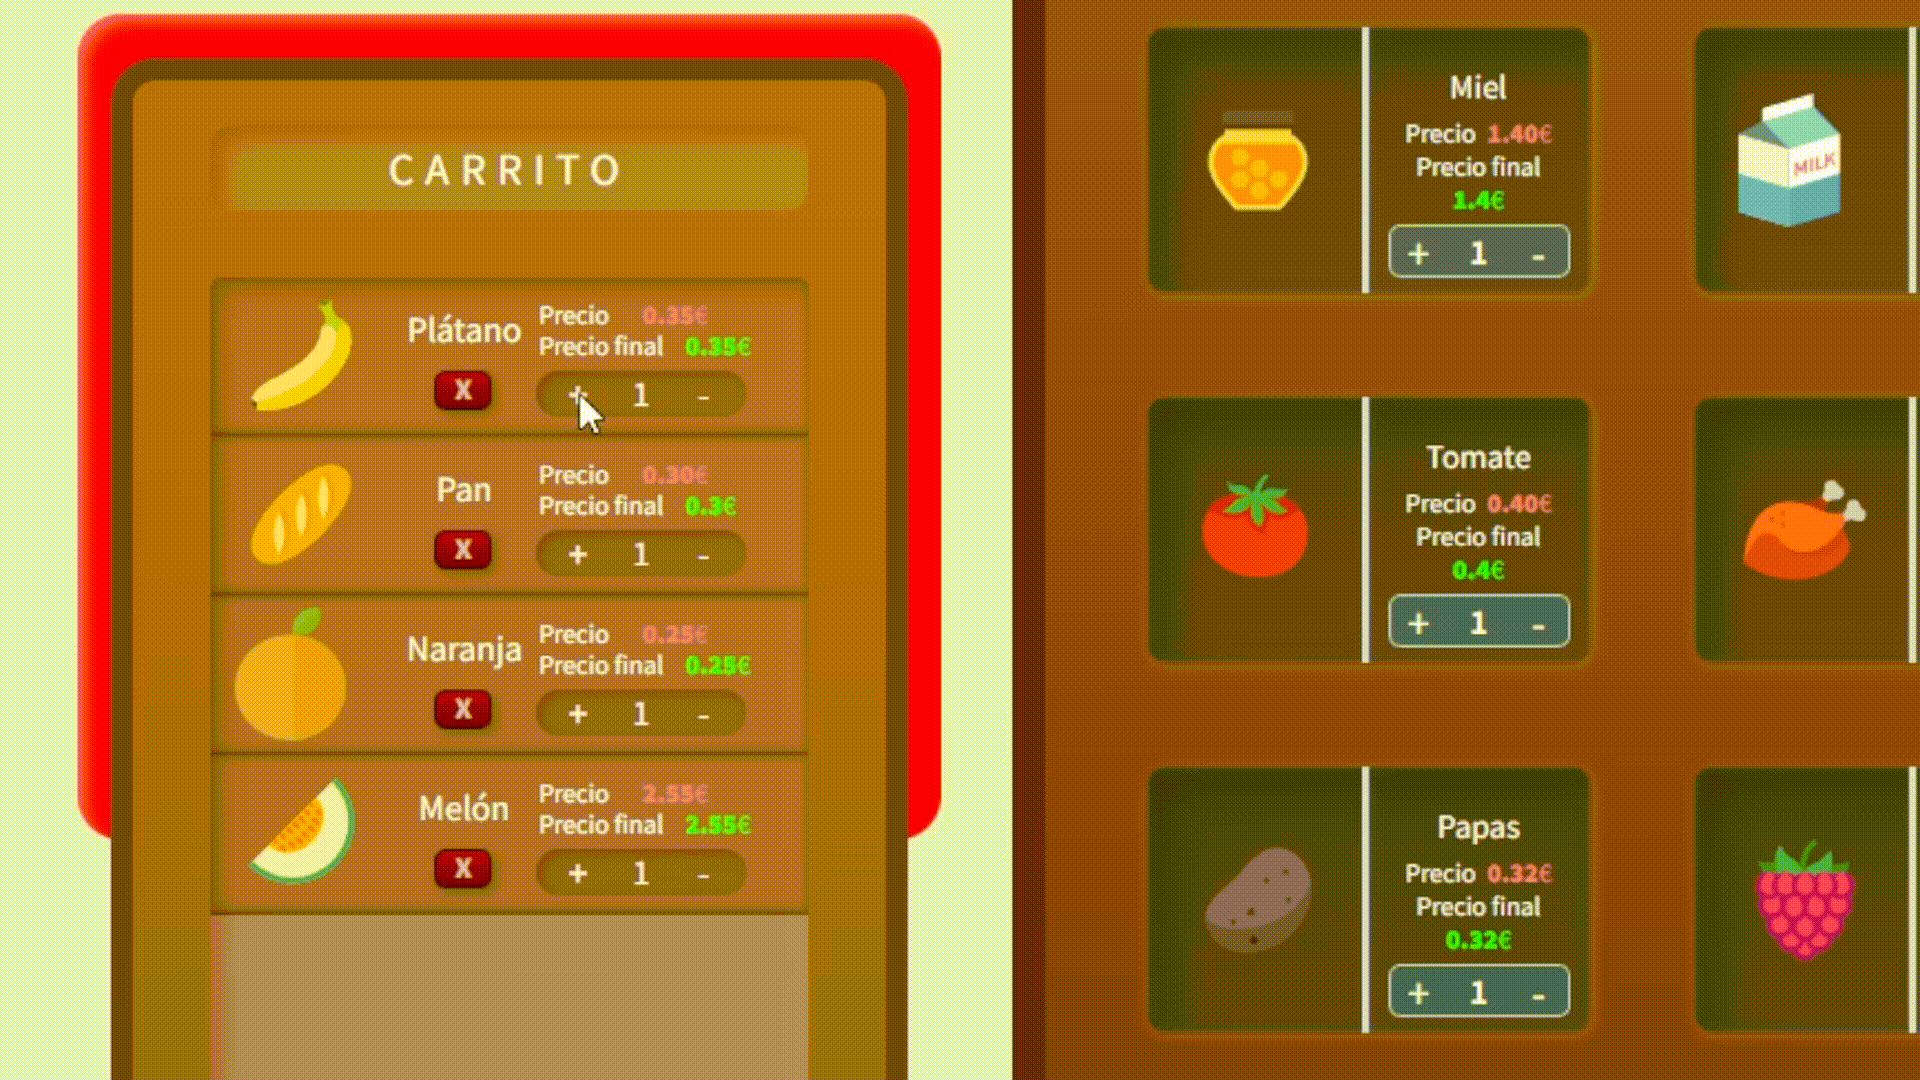 CARRITO
Plátano
Precio 0.35€
Precio final 0.35€
X
+ 1 -
Pan
Precio 0.30€
Precio final 0.3€
X
+ 1 -
Naranja
Precio 0.25€
Precio final 0.25€
X
+ 1 -
Melón
Precio 2.55€
Precio final 2.55€
X
+ 1 -
Miel
Precio 1.40€
Precio final
1.4€
+ 1 -
MILK
Tomate
Precio 0.40€
Precio final
0.4€
+ 1 -
Papas
Precio 0.32€
Precio final
0.32€
+ 1 -